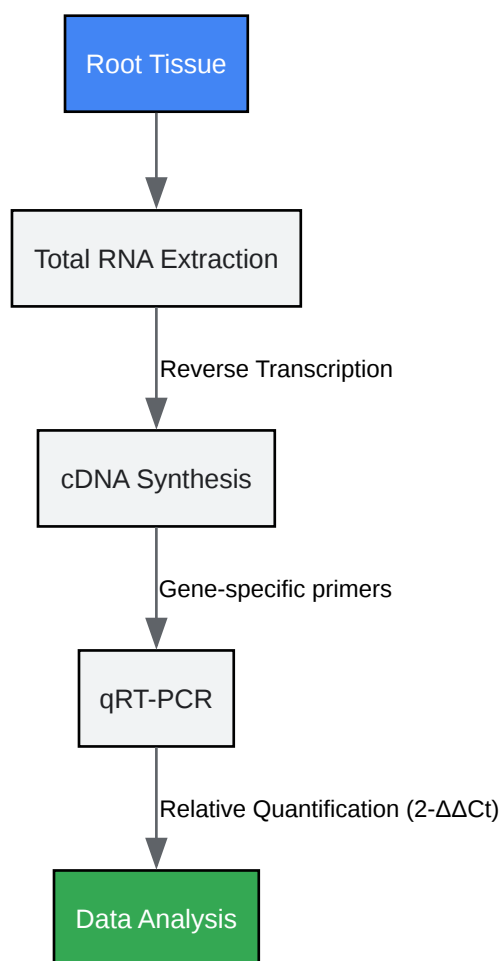 Root Tissue
Total RNA Extraction
Reverse Transcription
cDNA Synthesis
Gene-specific primers
qRT-PCR
Relative Quantification (2-ΔΔCt)
Data Analysis